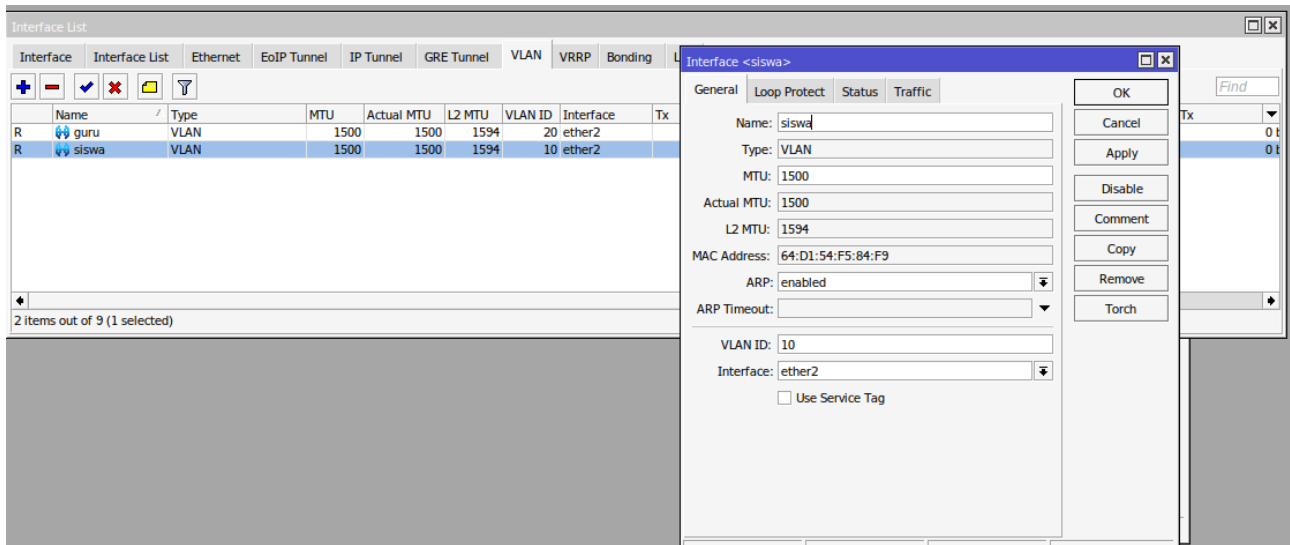 Interface List
Interface Interface List Ethernet EoIP Tunnel IP Tunnel GRE Tunnel VLAN VRRP Bonding L
Find
Name Type MTU Actual MTU L2 MTU VLAN ID Interface Tx Tx
R guru VLAN 1500 1500 1594 20 ether2 0 b
R siswa VLAN 1500 1500 1594 10 ether2 0 b
2 items out of 9 (1 selected)
Interface <siswa>
General Loop Protect Status Traffic
Name: siswa
Type: VLAN
MTU: 1500
Actual MTU: 1500
L2 MTU: 1594
MAC Address: 64:D1:54:F5:84:F9
ARP: enabled
ARP Timeout:
VLAN ID: 10
Interface: ether2
Use Service Tag
OK
Cancel
Apply
Disable
Comment
Copy
Remove
Torch